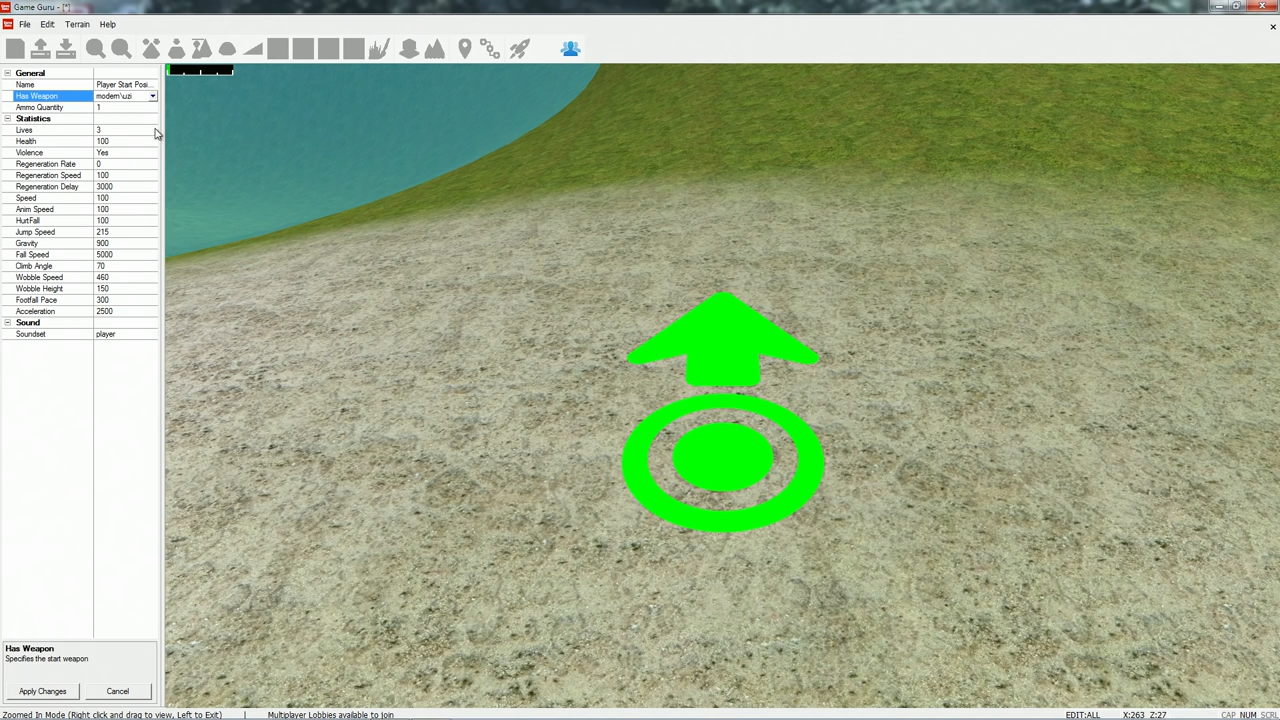 Game Guru - [*]
File Edit Terrain Help
General
Name Player Start Posi...
Has Weapon modern\uzi
Ammo Quantity 1
Statistics
Lives 3
Health 100
Violence Yes
Regeneration Rate 0
Regeneration Speed 100
Regeneration Delay 3000
Speed 100
Anim Speed 100
HurtFall 100
Jump Speed 215
Gravity 900
Fall Speed 5000
Climb Angle 70
Wobble Speed 460
Wobble Height 150
Footfall Pace 300
Acceleration 2500
Sound
Soundset player
Has Weapon
Specifies the start weapon
Apply Changes Cancel
Zoomed In Mode (Right click and drag to view, Left to Exit) | Multiplayer Lobbies available to join EDIT:ALL X:263 Z:27 CAP NUM SCRL